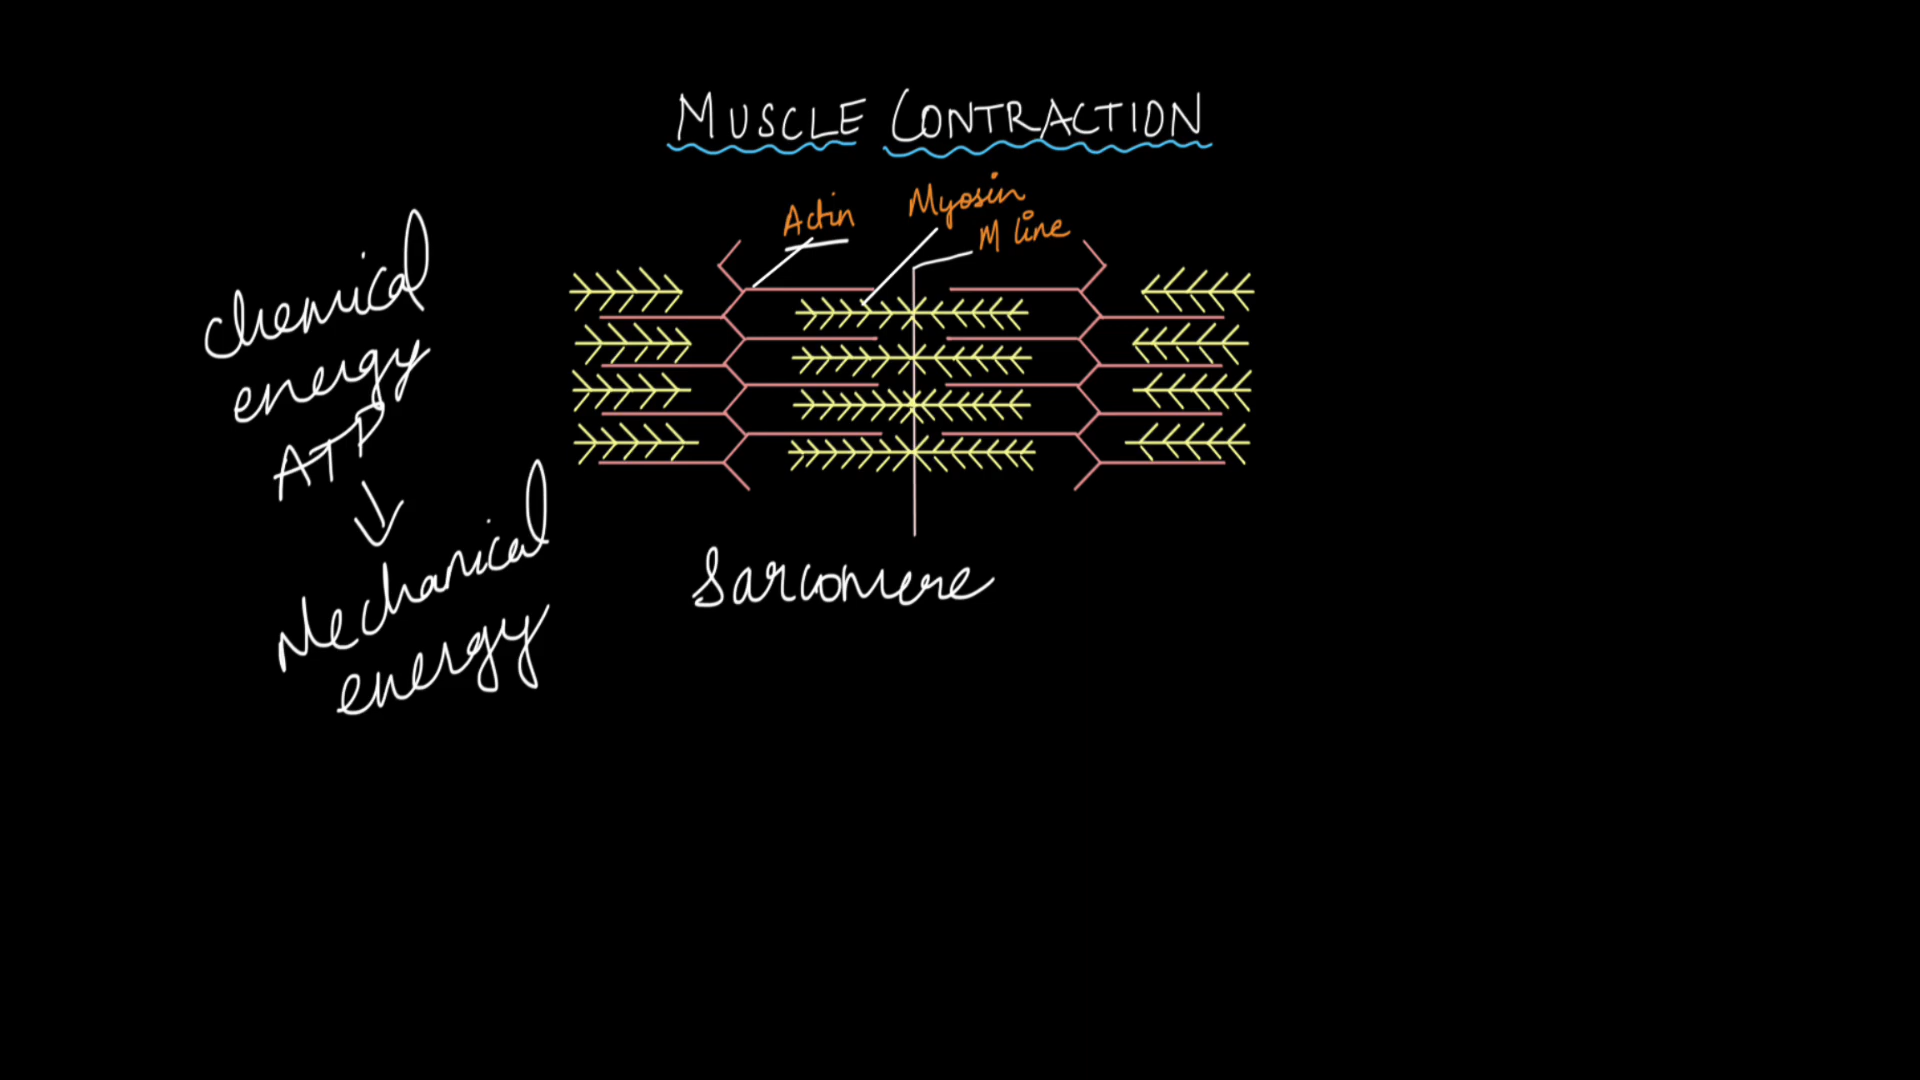 MUSCLE CONTRACTION
Actin
Myosin
M line
Chemical
energy
ATP
Mechanical
energy
Sarcomere